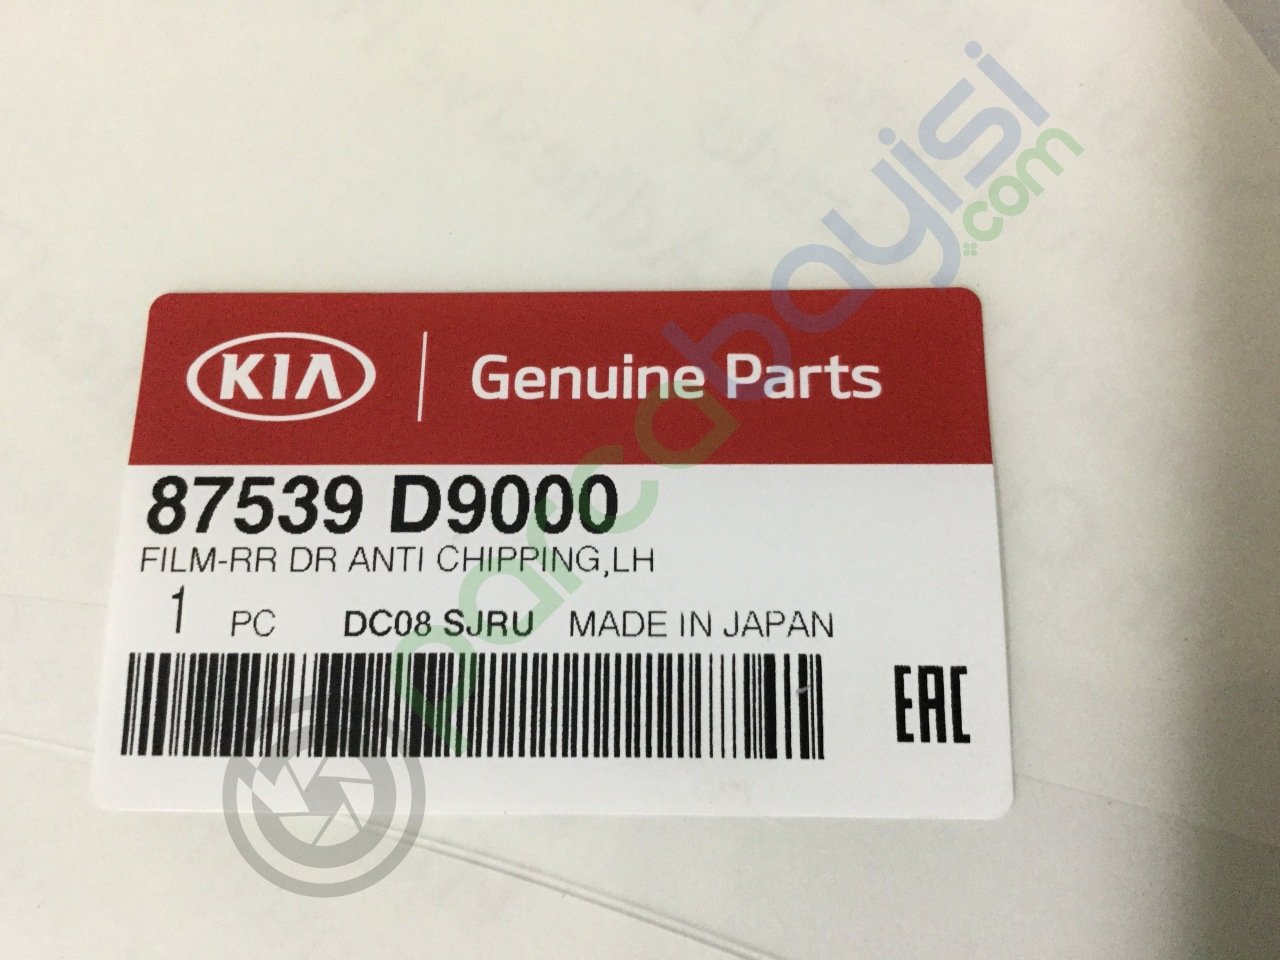 parcabayisi
.com
KIA Genuine Parts
87539 D9000
FILM-RR DR ANTI CHIPPING,LH
1 PC DC08 SJRU MADE IN JAPAN
EAC